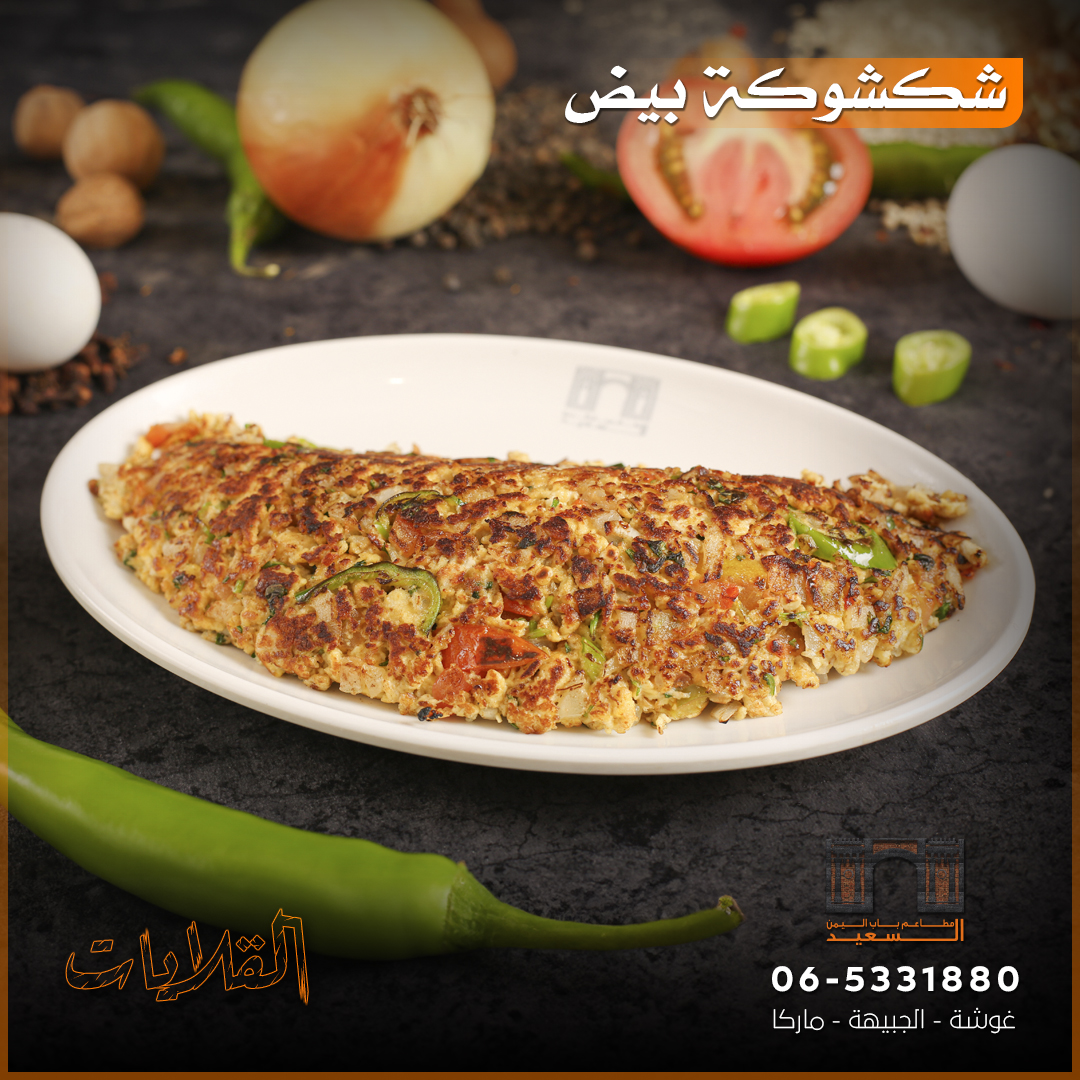 شكشوكة بيض
القلايات
مطاعم باب اليمن
السعيد
06-5331880
غوشة - الجبيهة - ماركا